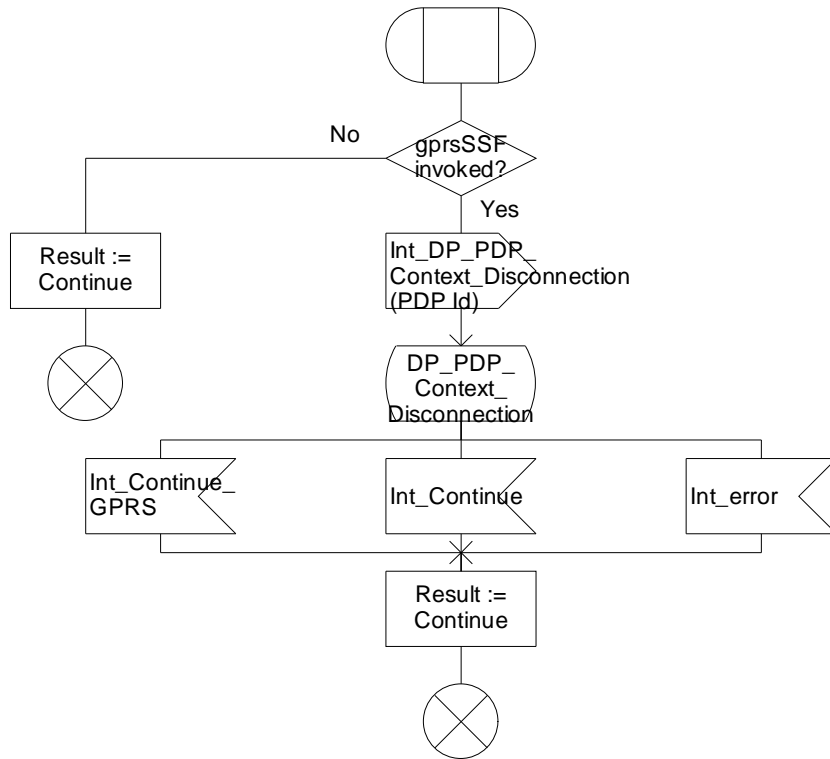 No
gprsSSF
invoked?
Yes
Result :=
Continue
Int_DP_PDP_
Context_Disconnection
(PDP Id)
DP_PDP_
Context_
Disconnection
Int_Continue_
GPRS
Int_Continue
Int_error
Result :=
Continue